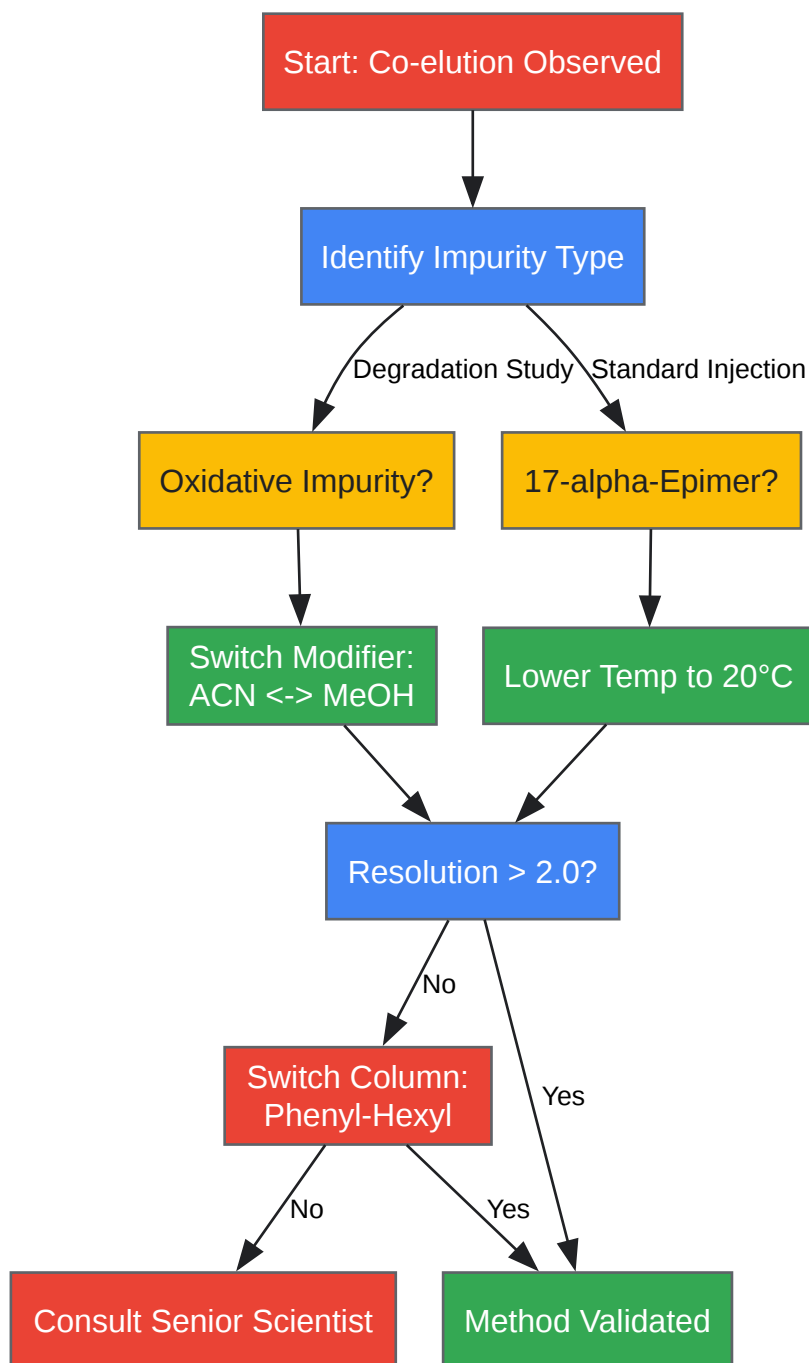 Start: Co-elution Observed
Identify Impurity Type
Degradation Study
Standard Injection
Oxidative Impurity?
17-alpha-Epimer?
Switch Modifier:
ACN <-> MeOH
Lower Temp to 20°C
Resolution > 2.0?
No
Switch Column:
Phenyl-Hexyl
Yes
No
Yes
Consult Senior Scientist
Method Validated